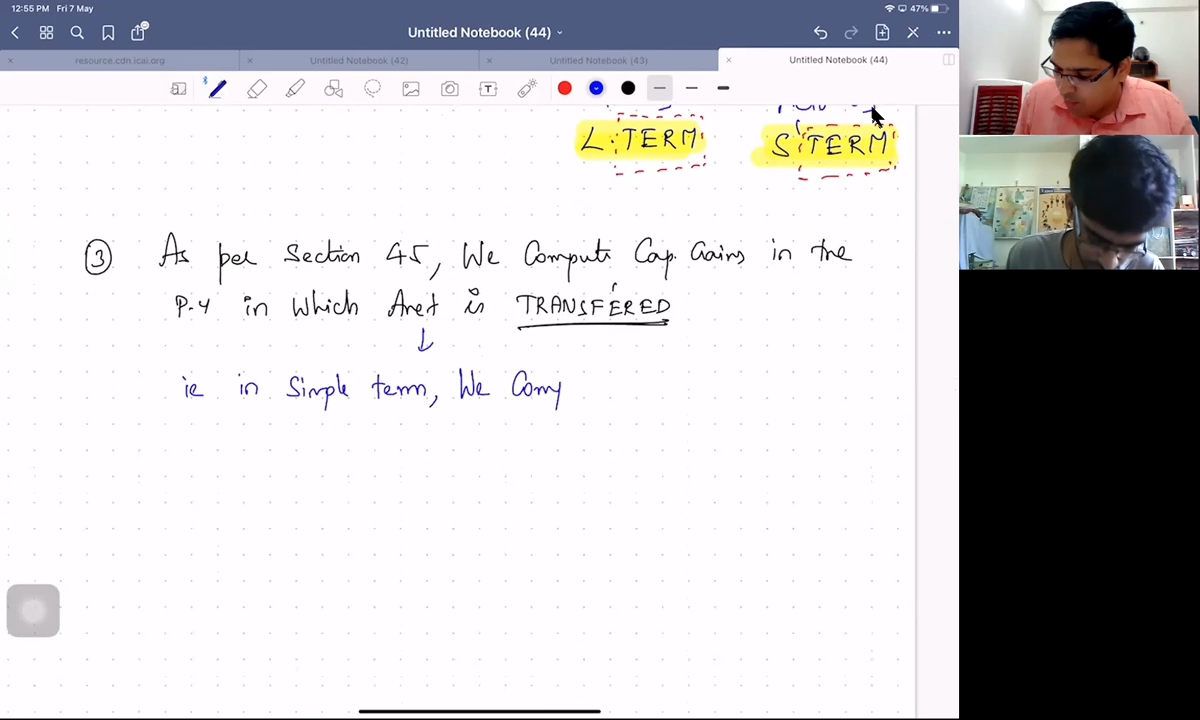 12:55 PM Fri 7 May
47%
Untitled Notebook (44)
resource.cdn.icai.org
Untitled Notebook (42)
Untitled Notebook (43)
Untitled Notebook (44)
L. TERM
S TERM
③ As per Section 45, We Compute Cap. Gains in the
P.Y in Which Asset is TRANSFERED
ie in Simple term, We Comp